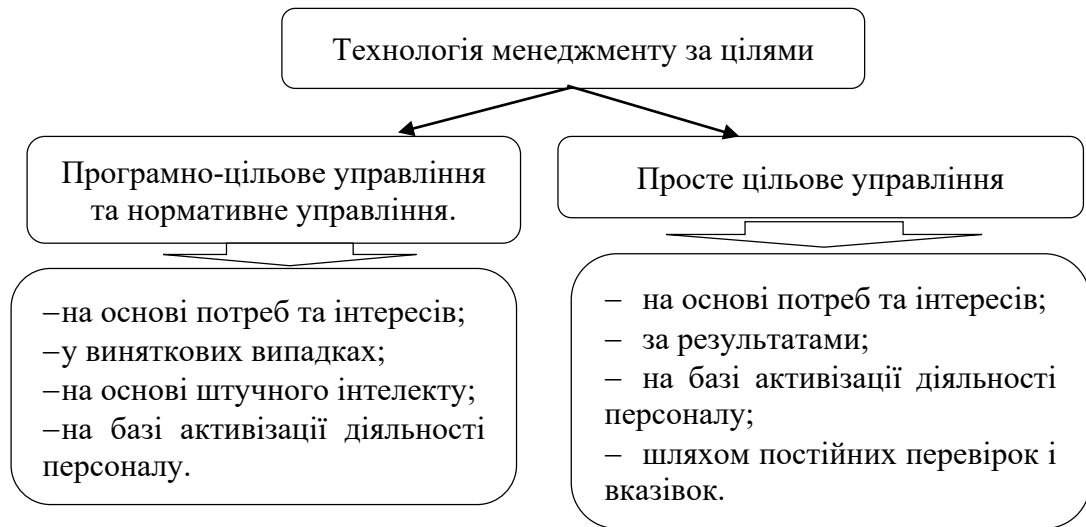 Технологія менеджменту за цілями
Програмно-цільове управління
та нормативне управління.
Просте цільове управління
–на основі потреб та інтересів;
–у виняткових випадках;
–на основі штучного інтелекту;
–на базі активізації діяльності
персоналу.
– на основі потреб та інтересів;
– за результатами;
– на базі активізації діяльності
персоналу;
– шляхом постійних перевірок і
вказівок.